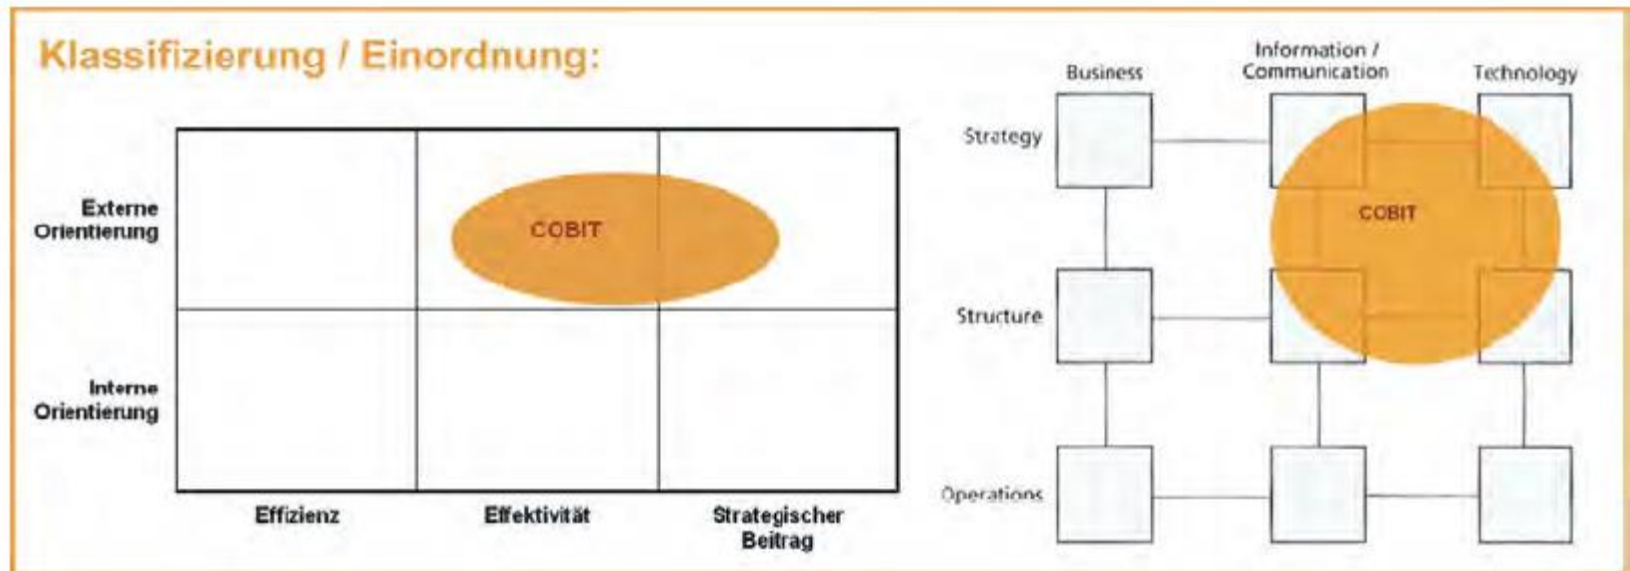 Klassifizierung / Einordnung:
Externe
Orientierung
COBIT
Interne
Orientierung
Effizienz
Effektivität
Strategischer
Beitrag
Business
Information /
Communication
Technology
Strategy
COBIT
Structure
Operations